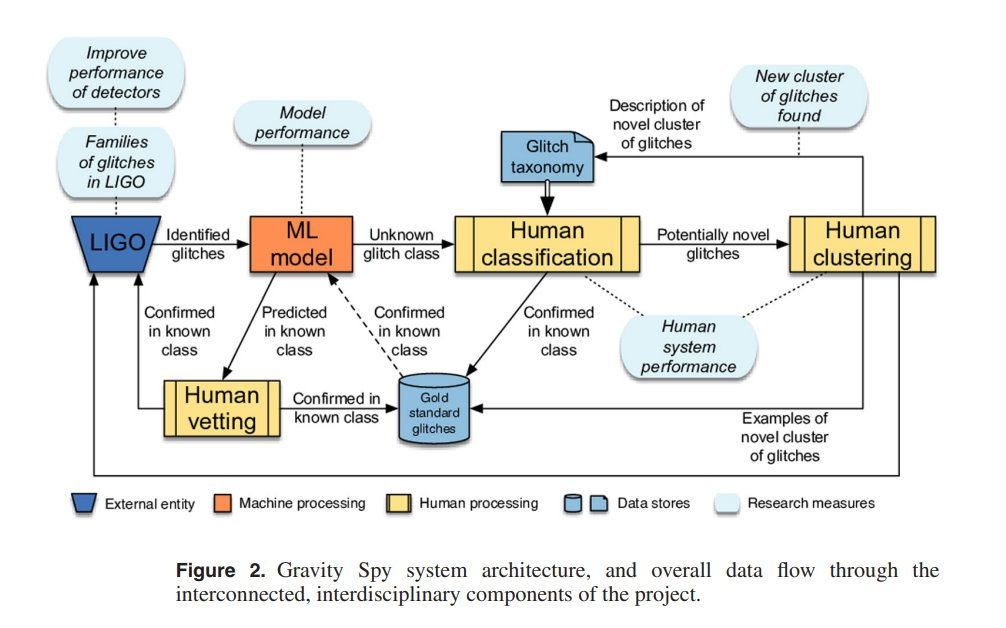 Improve
performance
of detectors
Families
of glitches
in LIGO
Model
performance
Description of
novel cluster
of glitches
New cluster
of glitches
found
Glitch
taxonomy
LIGO
Identified
glitches
ML
model
Unknown
glitch class
Human
classification
Potentially novel
glitches
Human
clustering
Confirmed
in known
class
Predicted
in known
class
Confirmed
in known
class
Confirmed
in known
class
Human
system
performance
Human
vetting
Confirmed in
known class
Gold
standard
glitches
Examples of
novel cluster
of glitches
External entity
Machine processing
Human processing
Data stores
Research measures
Figure 2. Gravity Spy system architecture, and overall data flow through the
interconnected, interdisciplinary components of the project.